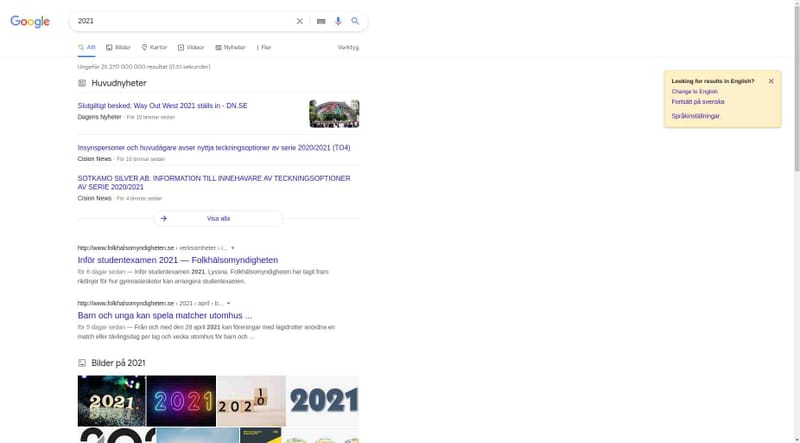 Google
2021
Allt
Bilder
Kartor
Videor
Nyheter
Fler
Verktyg
Ungefär 25 270 000 000 resultat (0,51 sekunder)
Looking for results in English?
Change to English
Fortsätt på svenska
Språkinställningar
Huvudnyheter
Slutgiltigt besked: Way Out West 2021 ställs in - DN.SE
Dagens Nyheter · För 10 timmar sedan
Insynspersoner och huvudägare avser nyttja teckningsoptioner av serie 2020/2021 (TO4)
Cision News · För 10 timmar sedan
SOTKAMO SILVER AB: INFORMATION TILL INNEHAVARE AV TECKNINGSOPTIONER
AV SERIE 2020/2021
Cision News · För 4 timmar sedan
Visa alla
http://www.folkhalsomyndigheten.se › verksamheter › i...
Inför studentexamen 2021 — Folkhälsomyndigheten
för 6 dagar sedan — Inför studentexamen 2021. Lyssna. Folkhälsomyndigheten har tagit fram
riktlinjer för hur gymnasieskolor kan arrangera studentexamen.
http://www.folkhalsomyndigheten.se › 2021 › april › b...
Barn och unga kan spela matcher utomhus ...
för 5 dagar sedan — Från och med den 28 april 2021 kan föreningar med lagidrotter anordna en
match eller tävlingsdag per lag och vecka utomhus för barn och ...
Bilder på 2021
2021
2021
2021
2021